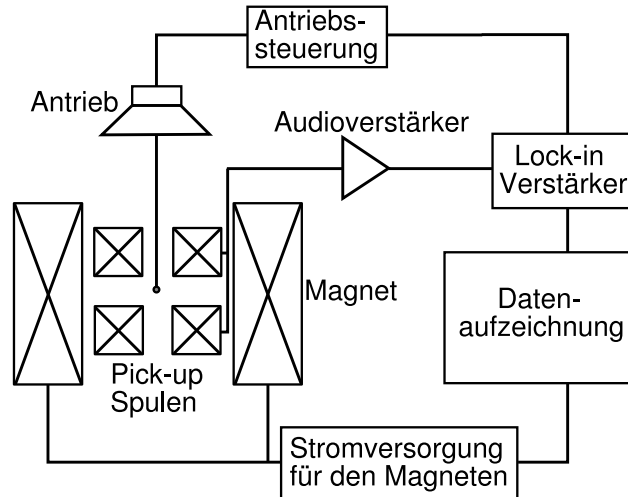 Antriebs-
steuerung
Antrieb
Audioverstärker
Lock-in
Verstärker
Magnet
Daten-
aufzeichnung
Pick-up
Spulen
Stromversorgung
für den Magneten